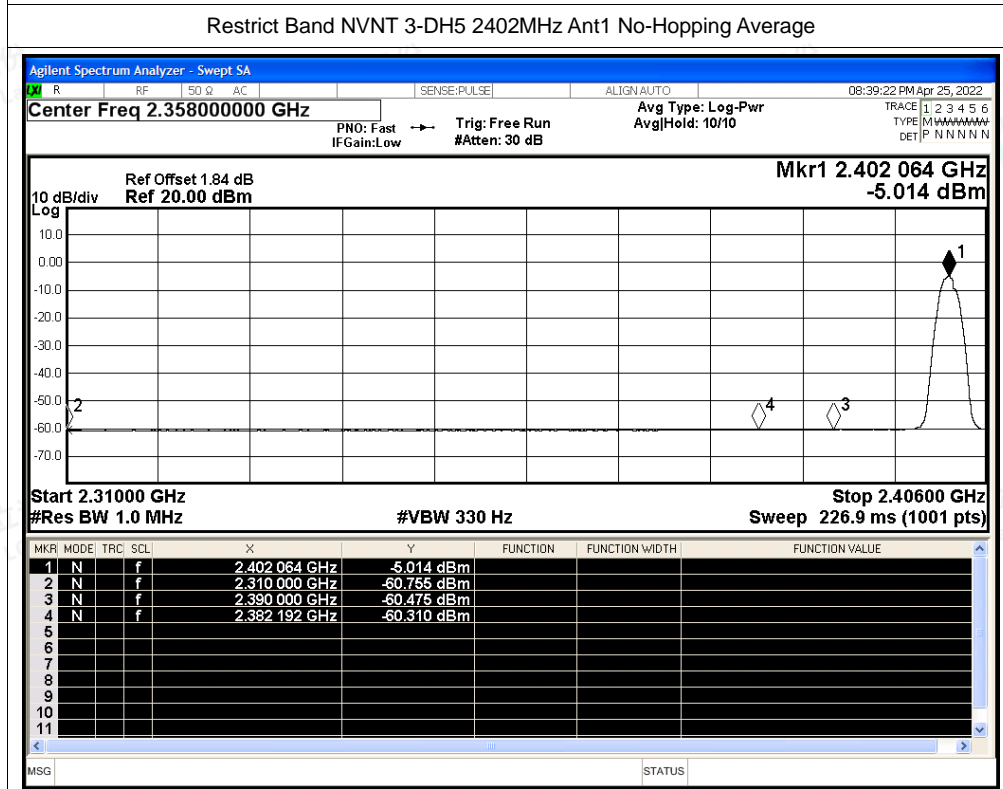 Restrict Band NVNT 3-DH5 2402MHz Ant1 No-Hopping Average
Agilent Spectrum Analyzer - Swept SA
LXI R RF 50 Ω AC SENSE:PULSE ALIGN AUTO 08:39:22 PM Apr 25, 2022
Center Freq 2.358000000 GHz
PNO: Fast
IFGain:Low
Trig: Free Run
#Atten: 30 dB
Avg Type: Log-Pwr
Avg|Hold: 10/10
TRACE 1 2 3 4 5 6
TYPE M WWWWW
DET P N N N N N
Mkr1 2.402 064 GHz
-5.014 dBm
Ref Offset 1.84 dB
10 dB/div Ref 20.00 dBm
Log
10.0
0.00
-10.0
-20.0
-30.0
-40.0
-50.0
-60.0
-70.0
1
2
4
3
Start 2.31000 GHz Stop 2.40600 GHz
#Res BW 1.0 MHz #VBW 330 Hz Sweep 226.9 ms (1001 pts)
MKR MODE TRC SCL X Y FUNCTION FUNCTION WIDTH FUNCTION VALUE
1 N f 2.402 064 GHz -5.014 dBm
2 N f 2.310 000 GHz -60.755 dBm
3 N f 2.390 000 GHz -60.475 dBm
4 N f 2.382 192 GHz -60.310 dBm
5
6
7
8
9
10
11
MSG STATUS